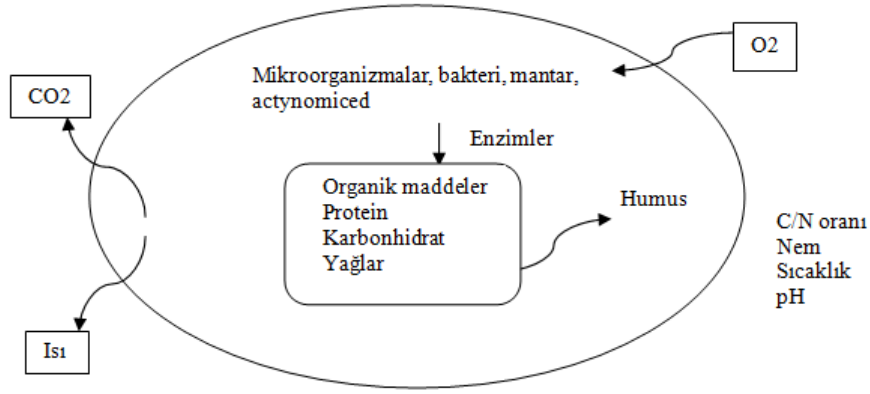 O2
CO2
Mikroorganizmalar, bakteri, mantar,
actynomiced
Enzimler
Organik maddeler
Protein
Karbonhidrat
Yağlar
Humus
C/N oranı
Nem
Sıcaklık
pH
Isı